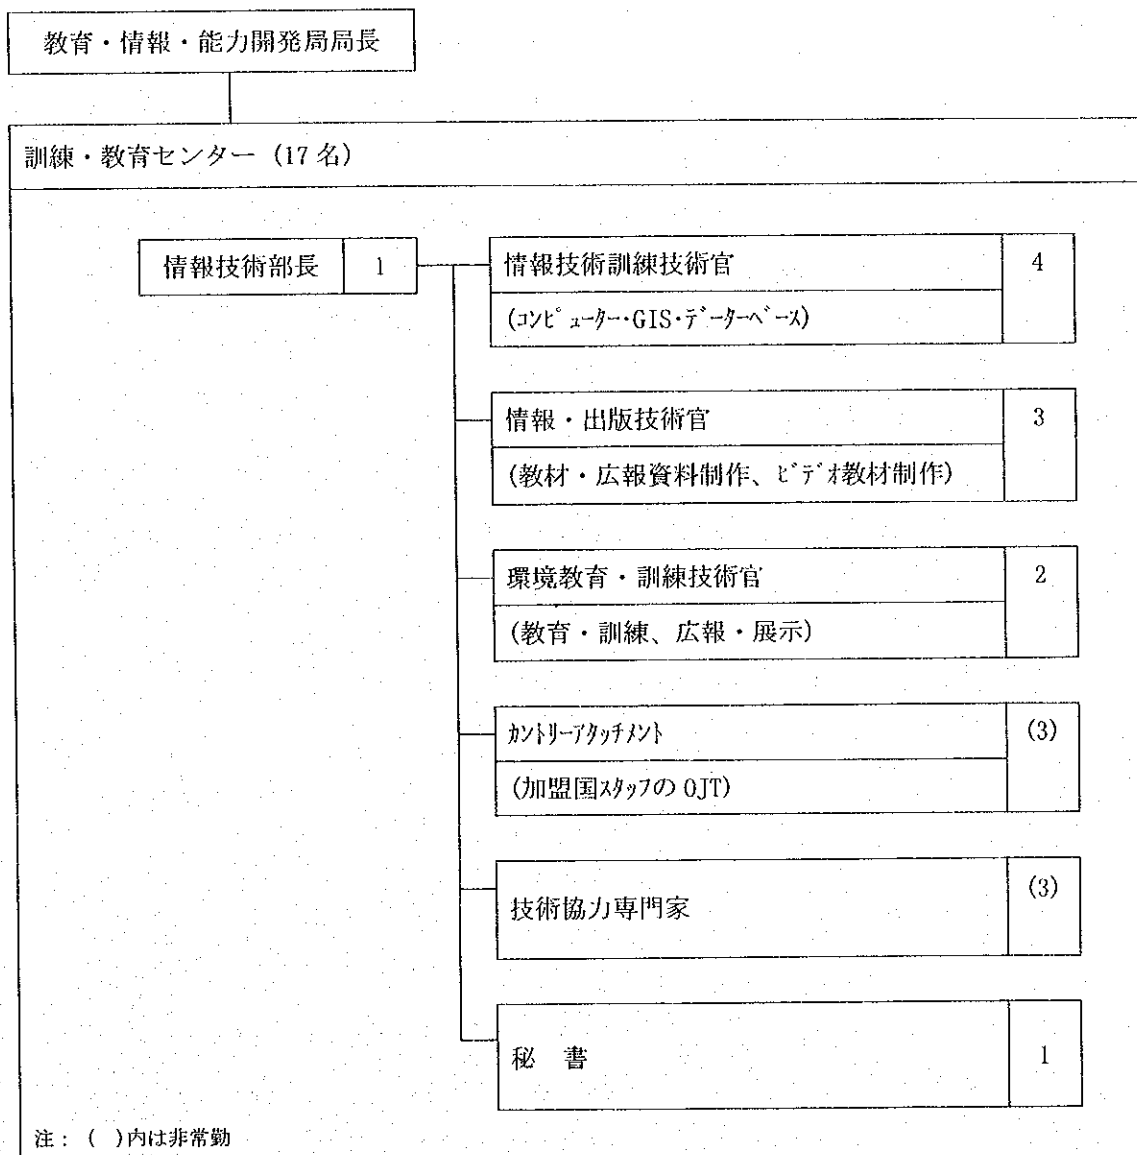 教育・情報・能力開発局局長
訓練・教育センター (17名)
情報技術部長 1
情報技術訓練技術官 4
(ｺﾝﾋﾟｭｰﾀｰ・GIS・ﾃﾞｰﾀｰﾍﾞｰｽ)
情報・出版技術官 3
(教材・広報資料制作、ﾋﾞﾃﾞｵ教材制作)
環境教育・訓練技術官 2
(教育・訓練、広報・展示)
ｶﾝﾄﾘｰｱﾀｯﾁﾒﾝﾄ (3)
(加盟国ｽﾀｯﾌの OJT)
技術協力専門家 (3)
秘 書 1
注： ( )内は非常勤